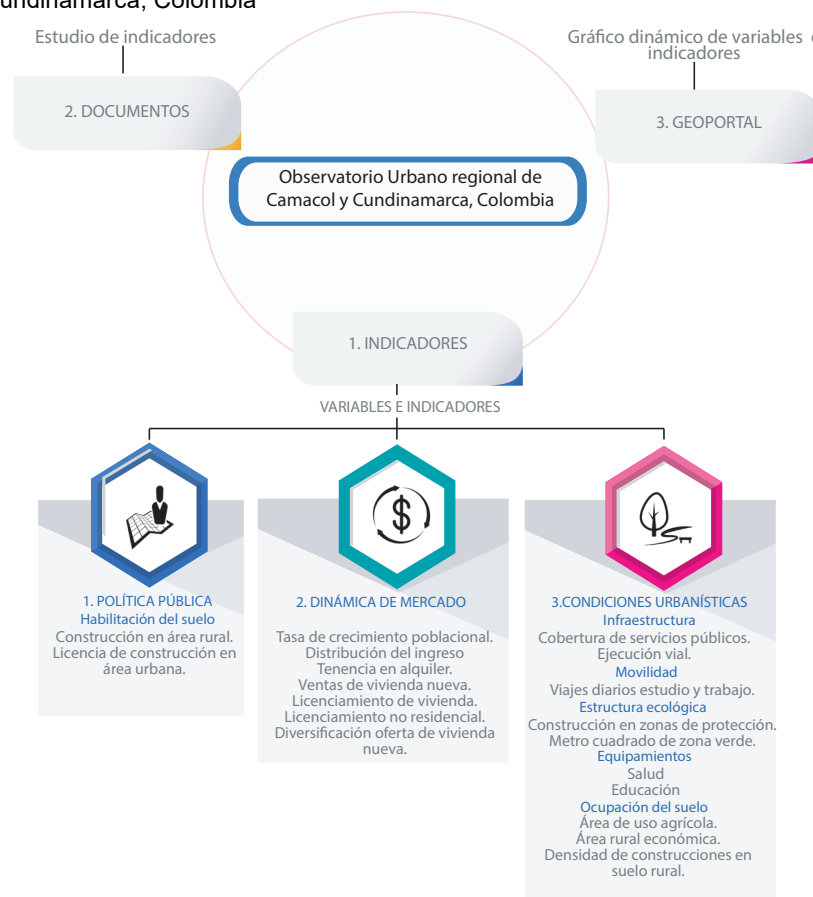 Cundinamarca, Colombia
Estudio de indicadores
Gráfico dinámico de variables
indicadores
2. DOCUMENTOS
3. GEOPORTAL
Observatorio Urbano regional de
Camacol y Cundinamarca, Colombia
1. INDICADORES
VARIABLES E INDICADORES
1. POLÍTICA PÚBLICA
Habilitación del suelo
Construcción en área rural.
Licencia de construcción en
área urbana.
2. DINÁMICA DE MERCADO
Tasa de crecimiento poblacional.
Distribución del ingreso
Tenencia en alquiler.
Ventas de vivienda nueva.
Licenciamiento de vivienda.
Licenciamiento no residencial.
Diversificación oferta de vivienda
nueva.
3.CONDICIONES URBANÍSTICAS
Infraestructura
Cobertura de servicios públicos.
Ejecución vial.
Movilidad
Viajes diarios estudio y trabajo.
Estructura ecológica
Construcción en zonas de protección.
Metro cuadrado de zona verde.
Equipamientos
Salud
Educación
Ocupación del suelo
Área de uso agrícola.
Área rural económica.
Densidad de construcciones en
suelo rural.